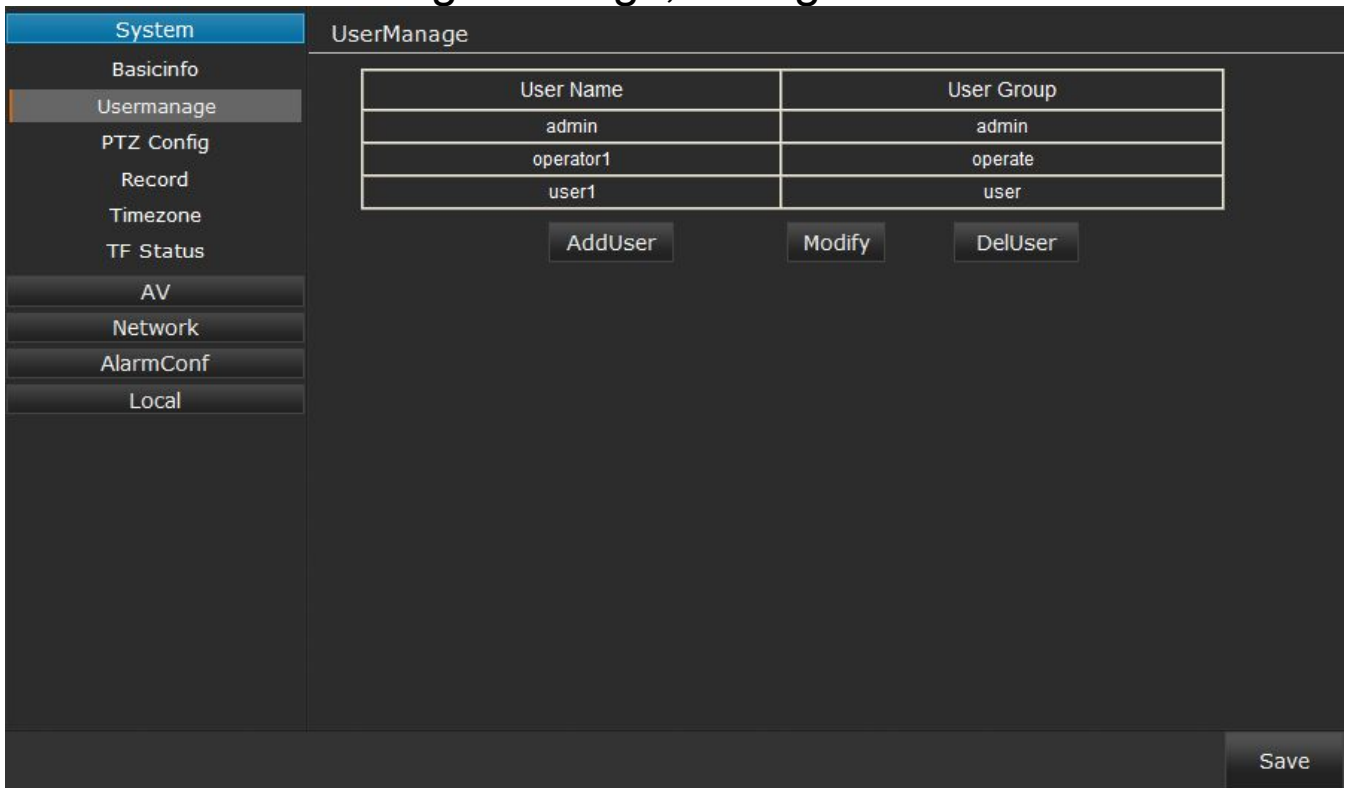 System
UserManage
Basicinfo
Usermanage
PTZ Config
Record
Timezone
TF Status
AV
Network
AlarmConf
Local
User Name User Group
admin admin
operator1 operate
user1 user
AddUser Modify DelUser
Save